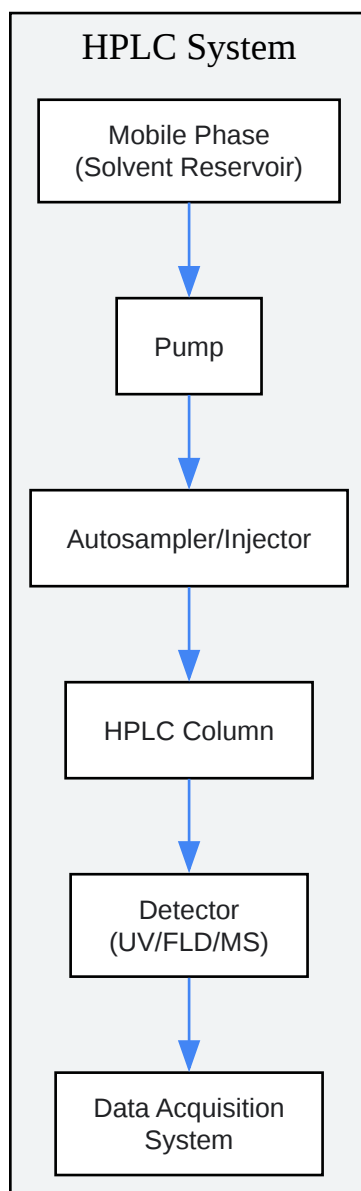 HPLC System
Mobile Phase
(Solvent Reservoir)
Pump
Autosampler/Injector
HPLC Column
Detector
(UV/FLD/MS)
Data Acquisition
System